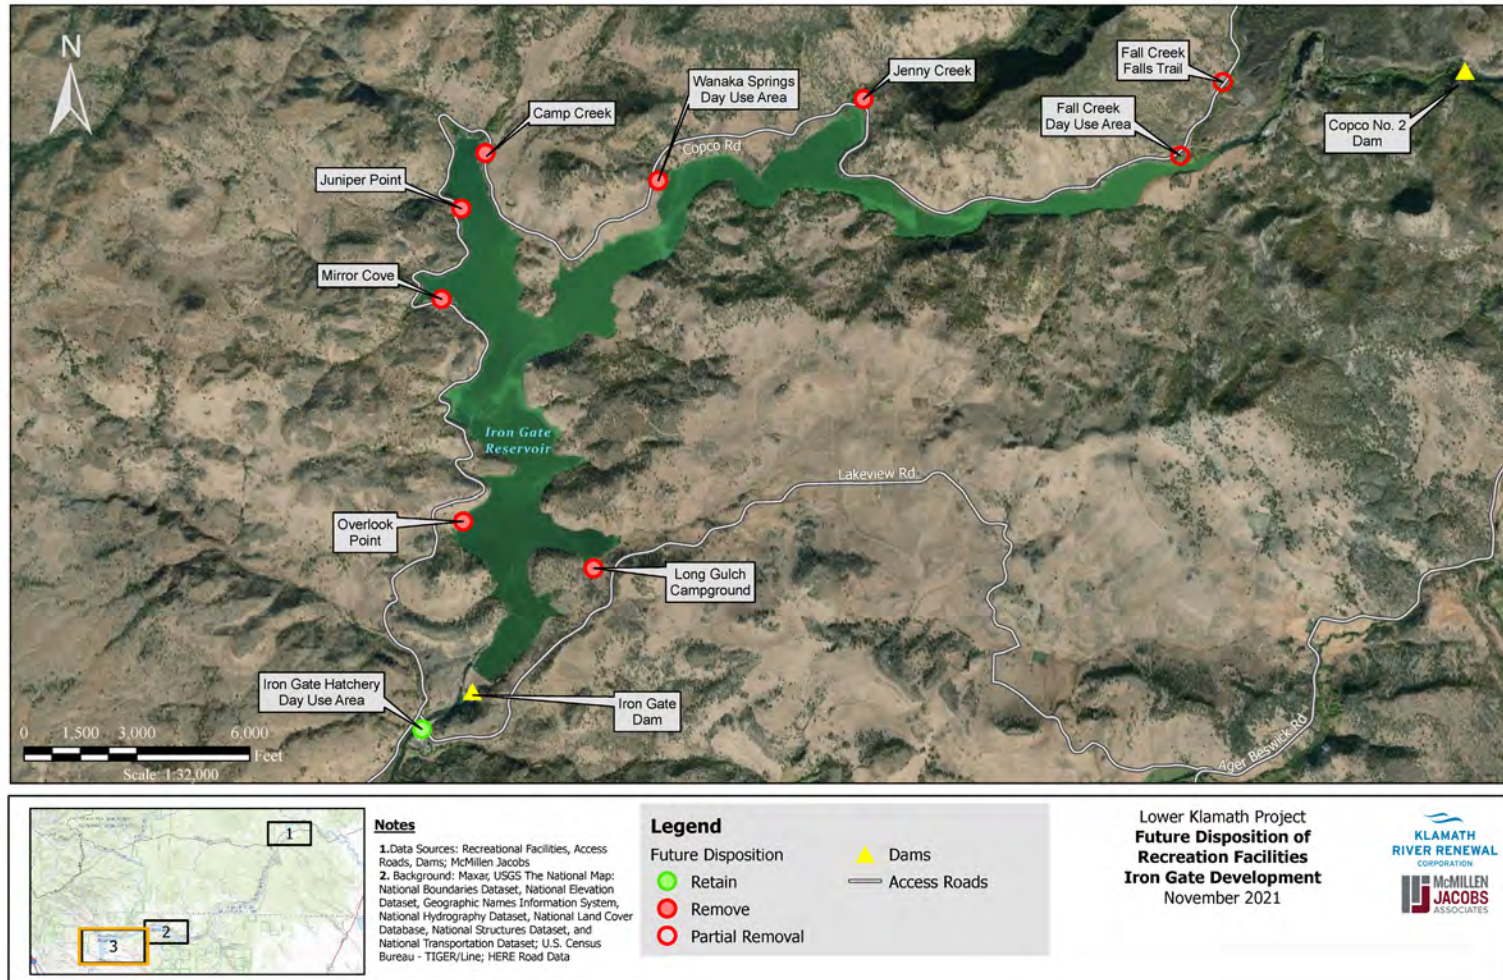 N
Camp Creek
Wanaka Springs
Day Use Area
Jenny Creek
Fall Creek
Falls Trail
Fall Creek
Day Use Area
Copco No. 2
Dam
Copco Rd
Juniper Point
Mirror Cove
Iron Gate
Reservoir
Lakeview Rd.
Overlook
Point
Long Gulch
Campground
Iron Gate Hatchery
Day Use Area
Iron Gate
Dam
Ager Beswick Rd
0 1,500 3,000 6,000
Feet
Scale: 1:32,000
1
2
3
Notes
1.Data Sources: Recreational Facilities, Access
Roads, Dams; McMillen Jacobs
2. Background: Maxar, USGS The National Map:
National Boundaries Dataset, National Elevation
Dataset, Geographic Names Information System,
National Hydrography Dataset, National Land Cover
Database, National Structures Dataset, and
National Transportation Dataset; U.S. Census
Bureau - TIGER/Line; HERE Road Data
Legend
Future Disposition
Retain
Remove
Partial Removal
Dams
Access Roads
Lower Klamath Project
Future Disposition of
Recreation Facilities
Iron Gate Development
November 2021
KLAMATH
RIVER RENEWAL
CORPORATION
McMILLEN
JACOBS
ASSOCIATES